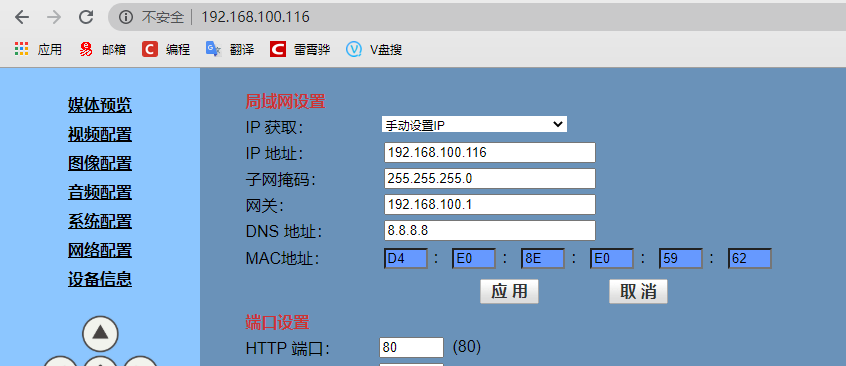 不安全 192.168.100.116
应用 易 邮箱 C 编程 翻译 C 雷霄骅 V盘搜
媒体预览
视频配置
图像配置
音频配置
系统配置
网络配置
设备信息
局域网设置
IP 获取: 手动设置IP
IP 地址: 192.168.100.116
子网掩码: 255.255.255.0
网关: 192.168.100.1
DNS 地址: 8.8.8.8
MAC地址: D4 : E0 : 8E : E0 : 59 : 62
应 用 取 消
端口设置
HTTP 端口: 80 (80)